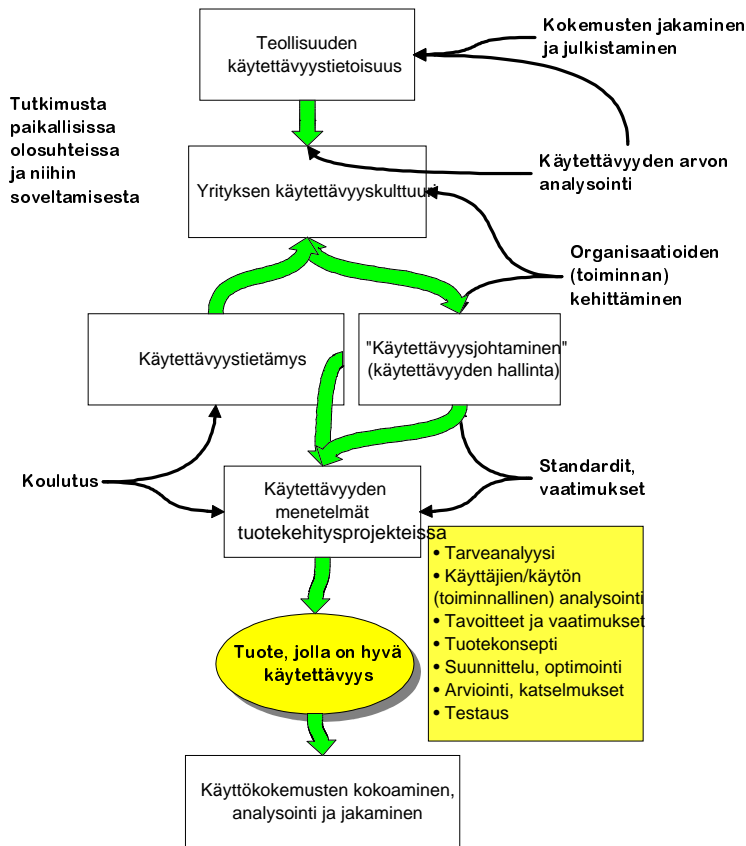 Teollisuuden
käytettävyystietoisuus
Kokemusten jakaminen
ja julkistaminen
Tutkimusta
paikallisissa
olosuhteissa
ja niihin
soveltamisesta
Yrityksen käytettävyyskulttuuri
Käytettävyyden arvon
analysointi
Organisaatioiden
(toiminnan)
kehittäminen
Käytettävyystietämys
"Käytettävyysjohtaminen"
(käytettävyyden hallinta)
Koulutus
Käytettävyyden
menetelmät
tuotekehitysprojekteissa
Standardit,
vaatimukset
• Tarveanalyysi
• Käyttäjien/käytön
(toiminnallinen) analysointi
• Tavoitteet ja vaatimukset
• Tuotekonsepti
• Suunnittelu, optimointi
• Arviointi, katselmukset
• Testaus
Tuote, jolla on hyvä
käytettävyys
Käyttökokemusten kokoaminen,
analysointi ja jakaminen